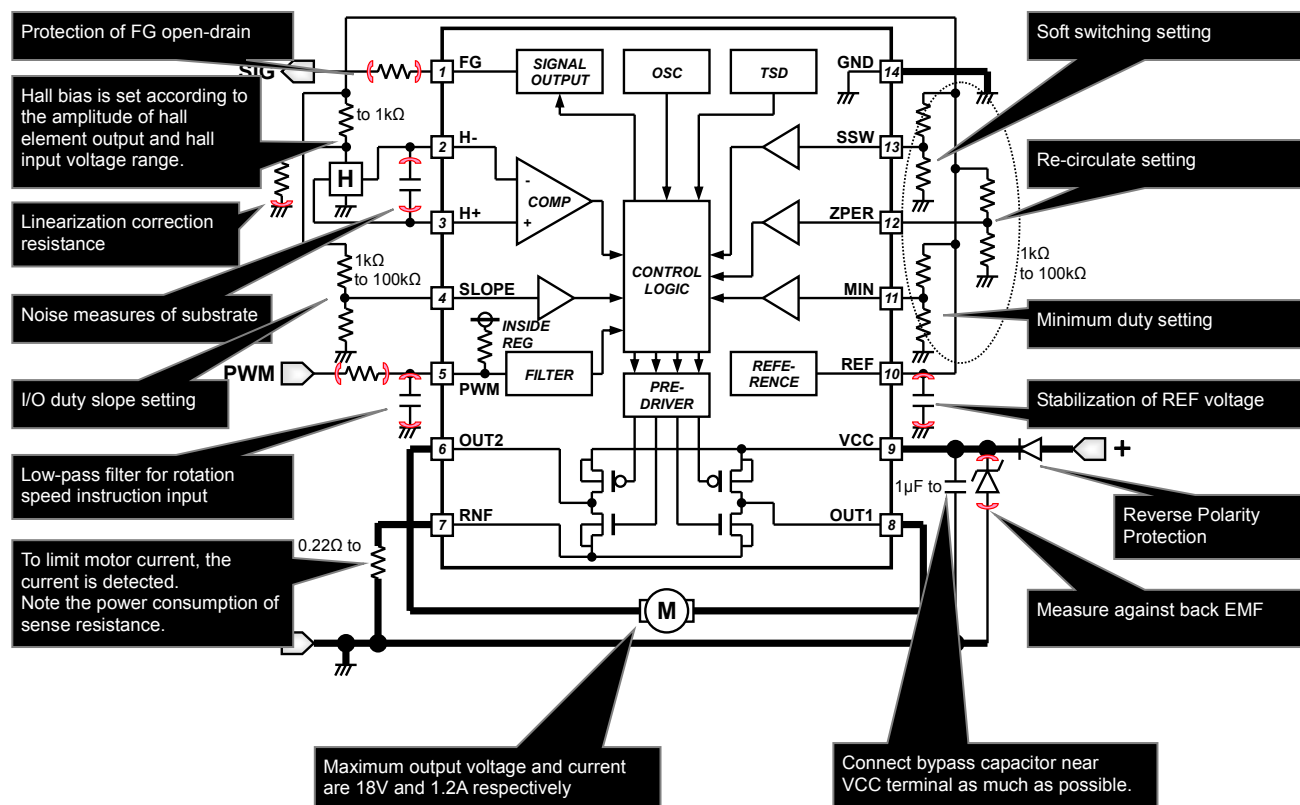 Protection of FG open-drain
SIG
Hall bias is set according to
the amplitude of hall
element output and hall
input voltage range.
to 1kΩ
H
Linearization correction
resistance
1kΩ
to 100kΩ
Noise measures of substrate
PWM
I/O duty slope setting
Low-pass filter for rotation
speed instruction input
0.22Ω to
To limit motor current, the
current is detected.
Note the power consumption of
sense resistance.
1 FG
2 H-
3 H+
4 SLOPE
5 PWM
6 OUT2
7 RNF
SIGNAL
OUTPUT
OSC
TSD
-
COMP
+
CONTROL
LOGIC
INSIDE
REG
FILTER
PRE-
DRIVER
REFE-
RENCE
GND 14
SSW 13
ZPER 12
MIN 11
REF 10
VCC 9
OUT1 8
M
Soft switching setting
Re-circulate setting
1kΩ
to 100kΩ
Minimum duty setting
Stabilization of REF voltage
+
1µF to
Reverse Polarity
Protection
Measure against back EMF
Maximum output voltage and current
are 18V and 1.2A respectively
Connect bypass capacitor near
VCC terminal as much as possible.